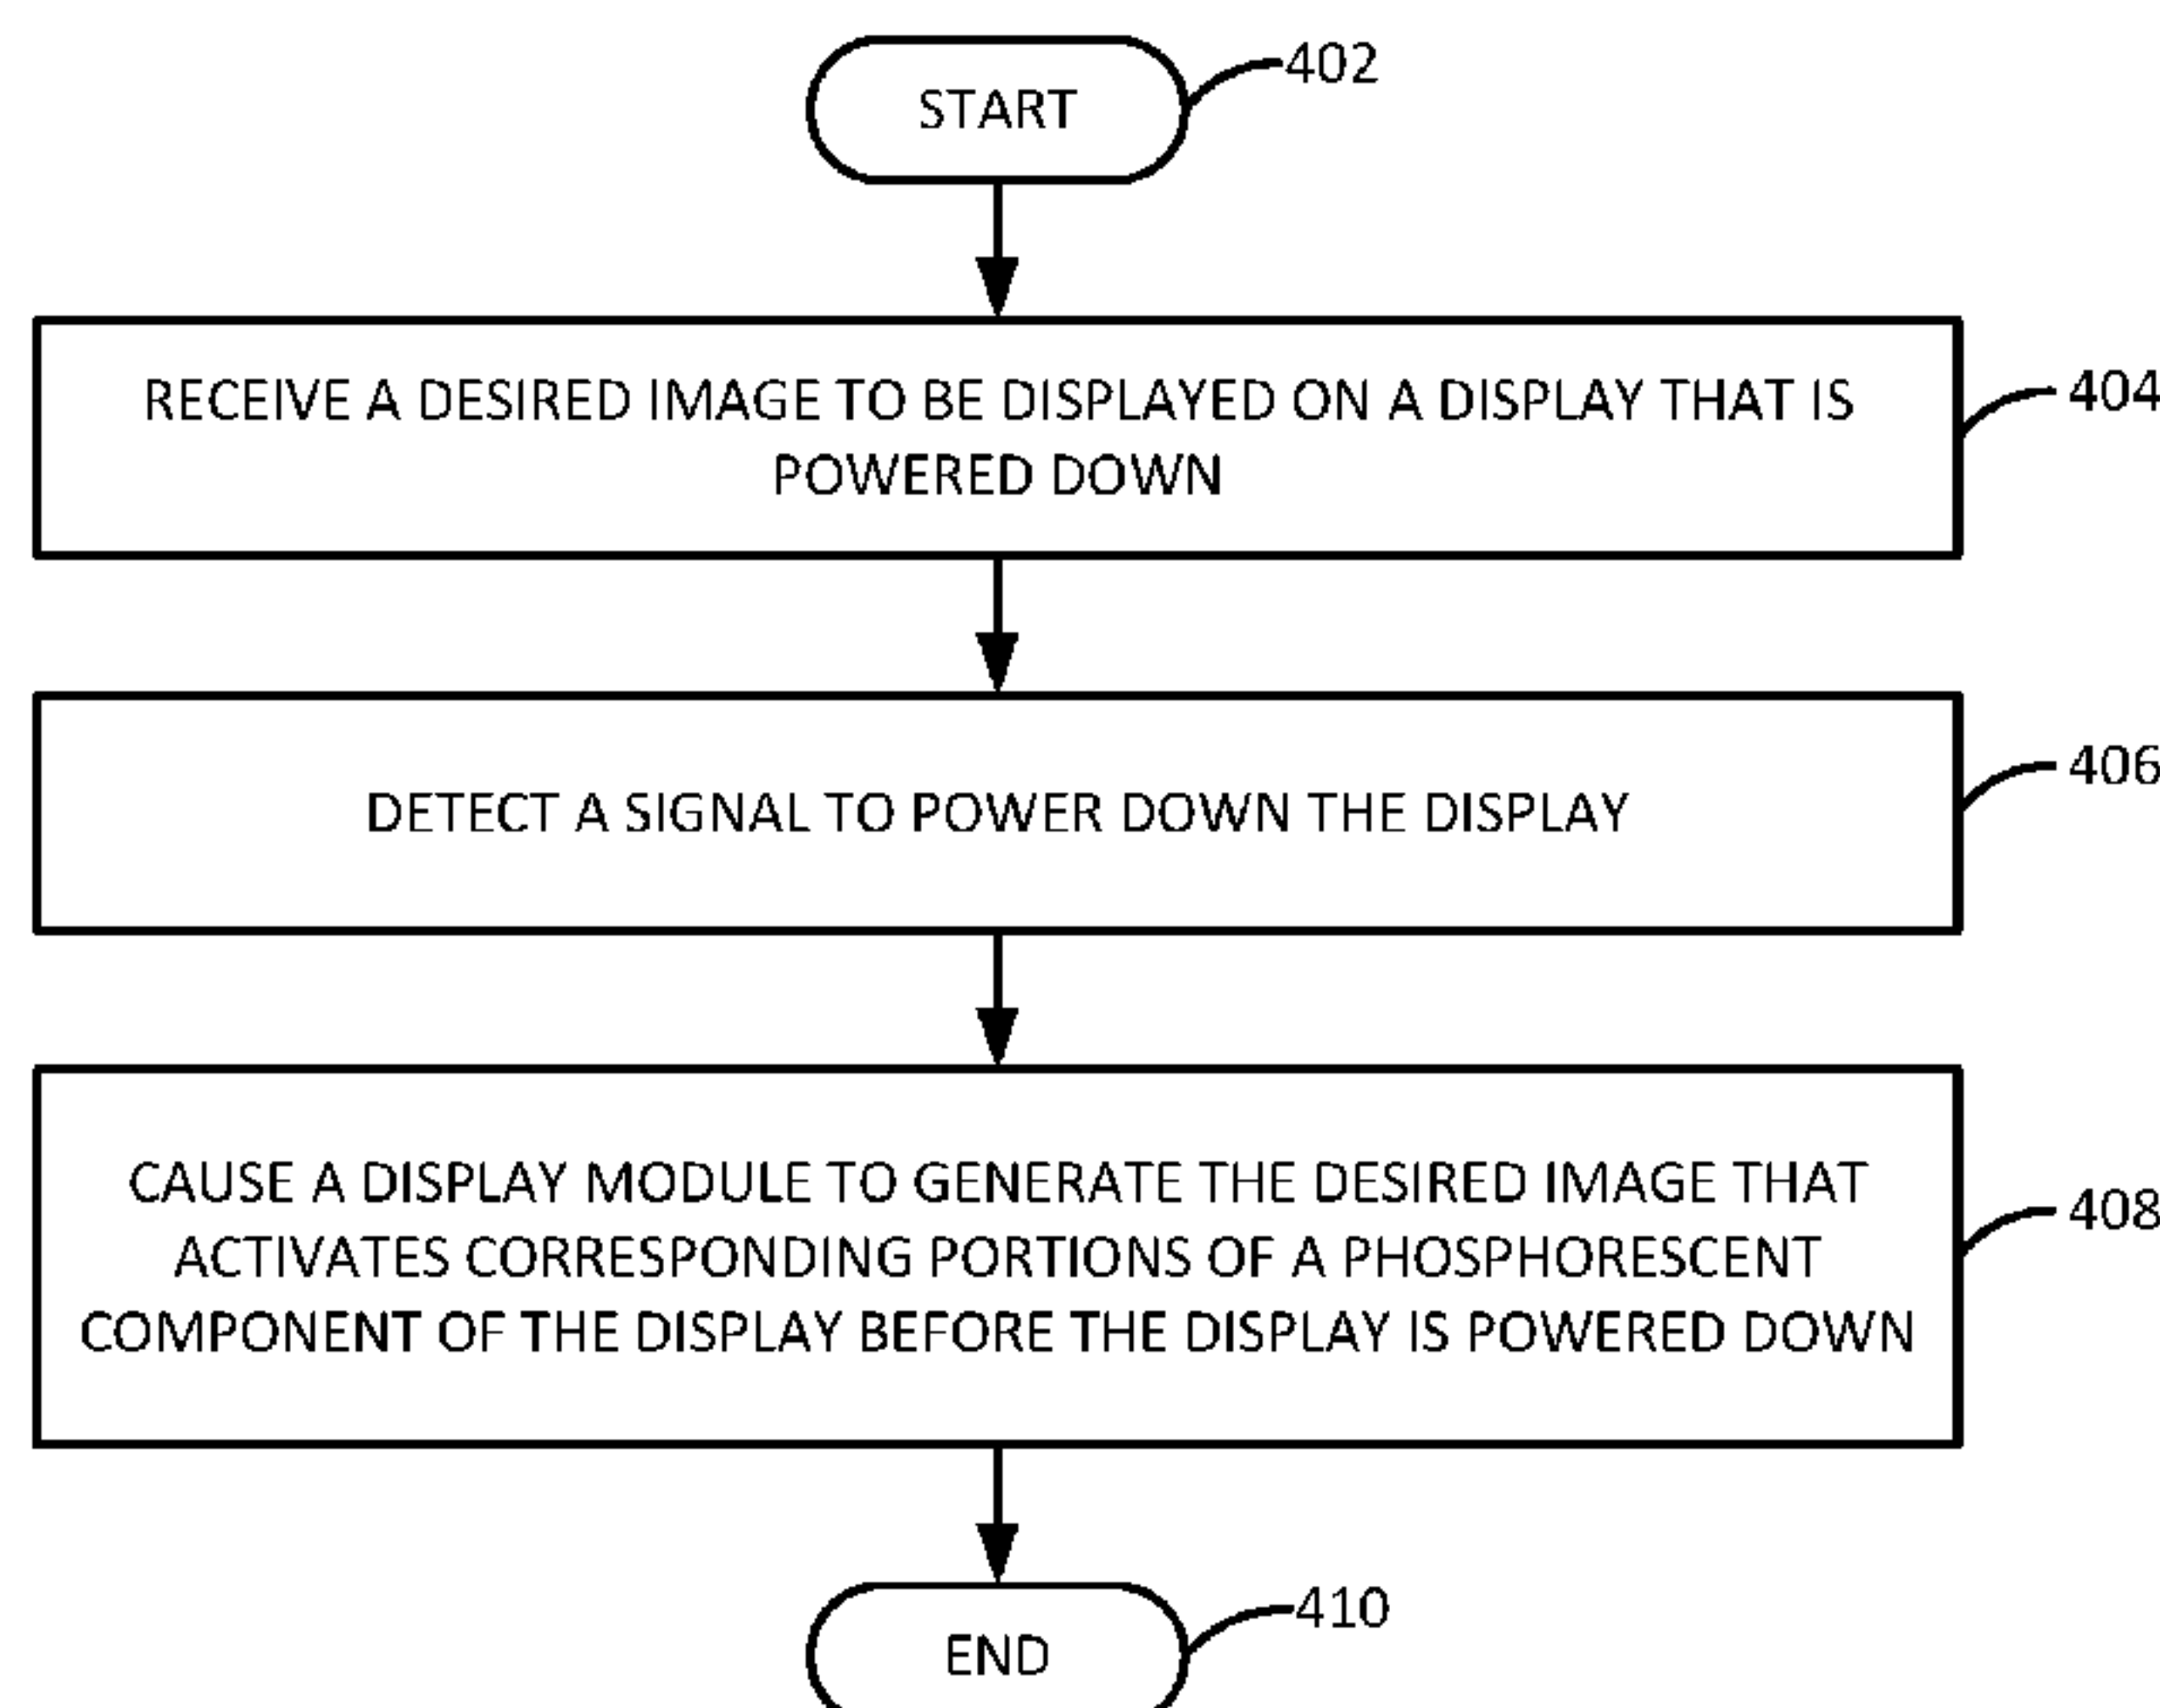 START
402
RECEIVE A DESIRED IMAGE TO BE DISPLAYED ON A DISPLAY THAT IS
POWERED DOWN
404
DETECT A SIGNAL TO POWER DOWN THE DISPLAY
406
CAUSE A DISPLAY MODULE TO GENERATE THE DESIRED IMAGE THAT
ACTIVATES CORRESPONDING PORTIONS OF A PHOSPHORESCENT
COMPONENT OF THE DISPLAY BEFORE THE DISPLAY IS POWERED DOWN
408
END
410